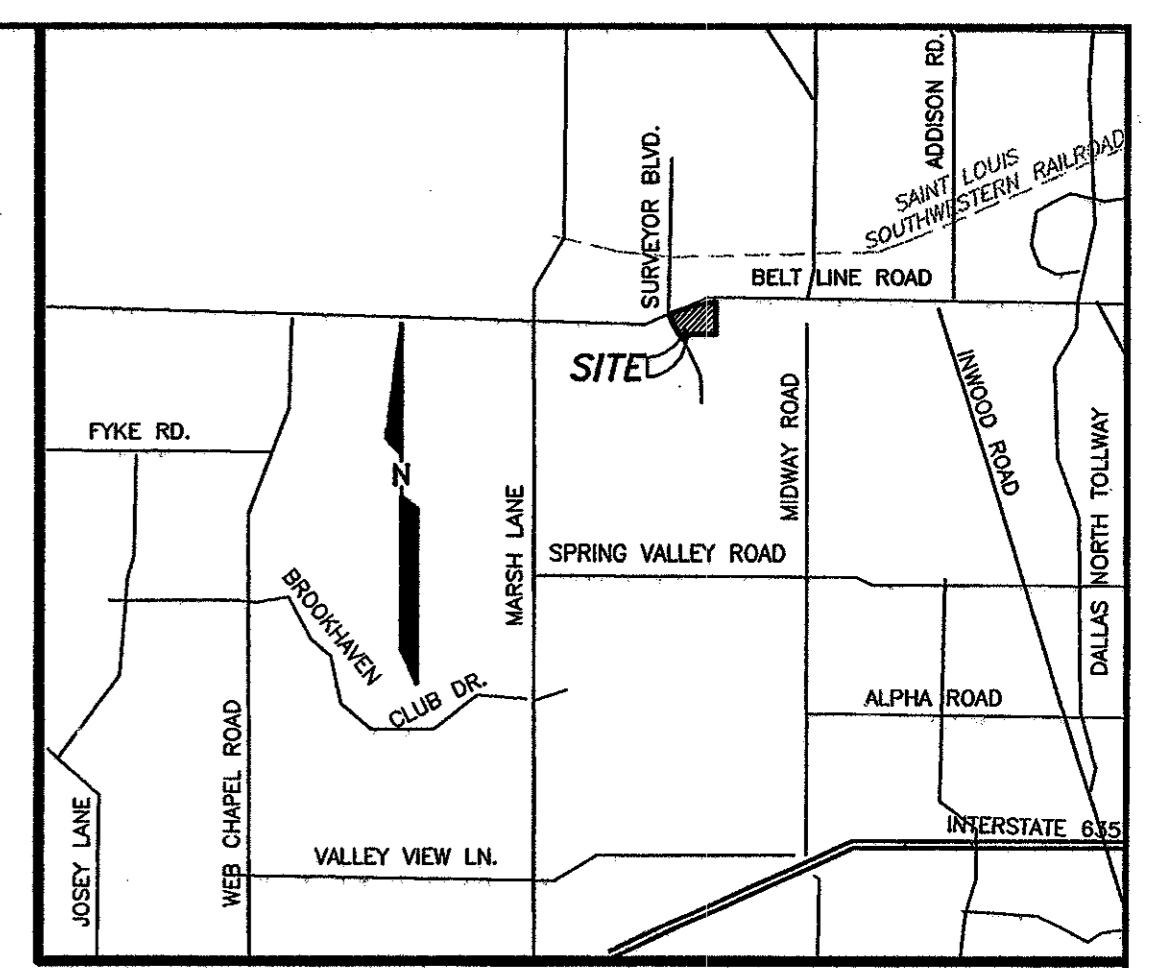 ADDISON RD.
SURVEYOR BLVD.
SAINT LOUIS
SOUTHWESTERN RAILROAD
BELT LINE ROAD
SITE
INWOOD ROAD
MIDWAY ROAD
DALLAS NORTH TOLLWAY
FYKE RD.
N
MARSH LANE
SPRING VALLEY ROAD
BROOKHAVEN
CLUB DR.
ALPHA ROAD
WEB CHAPEL ROAD
JOSEY LANE
INTERSTATE 635
VALLEY VIEW LN.